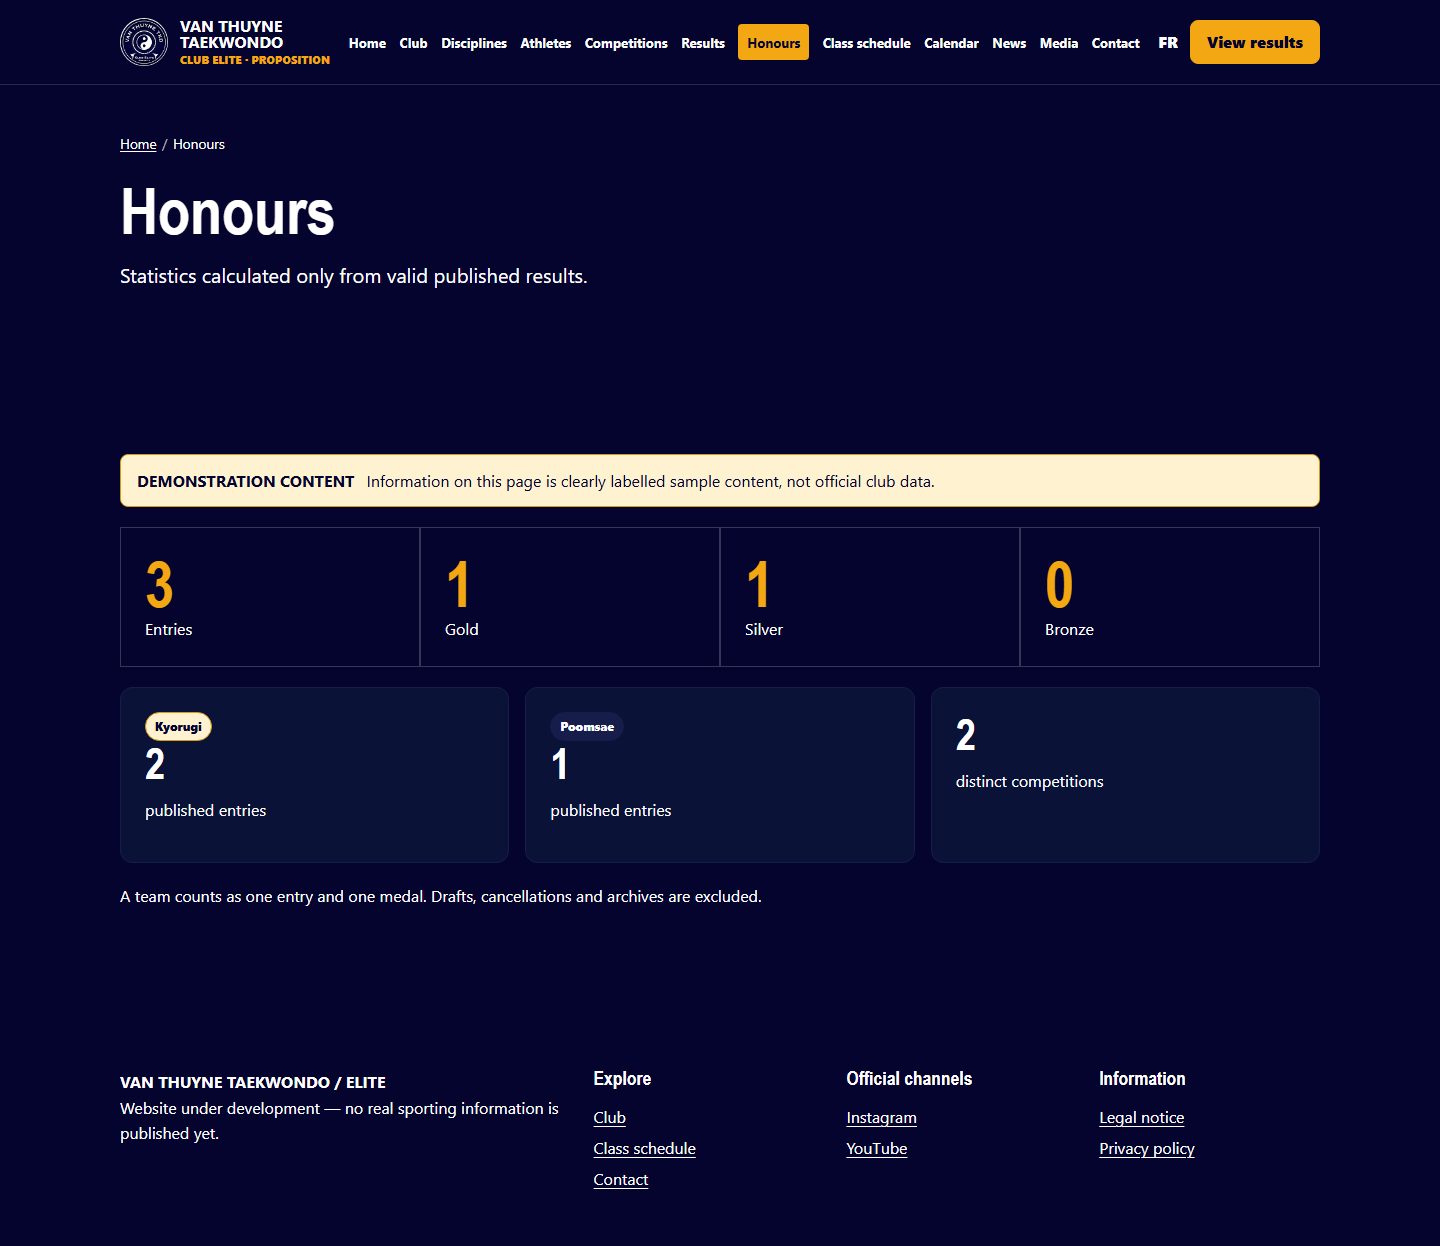 VAN THUYNE
TAEKWONDO
CLUB ELITE · PROPOSITION
Home Club Disciplines Athletes Competitions Results Honours Class schedule Calendar News Media Contact FR View results
Home / Honours
Honours
Statistics calculated only from valid published results.
DEMONSTRATION CONTENT Information on this page is clearly labelled sample content, not official club data.
3 1 1 0
Entries Gold Silver Bronze
Kyorugi
2
published entries
Poomsae
1
published entries
2
distinct competitions
A team counts as one entry and one medal. Drafts, cancellations and archives are excluded.
VAN THUYNE TAEKWONDO / ELITE
Website under development — no real sporting information is
published yet.
Explore
Club
Class schedule
Contact
Official channels
Instagram
YouTube
Information
Legal notice
Privacy policy